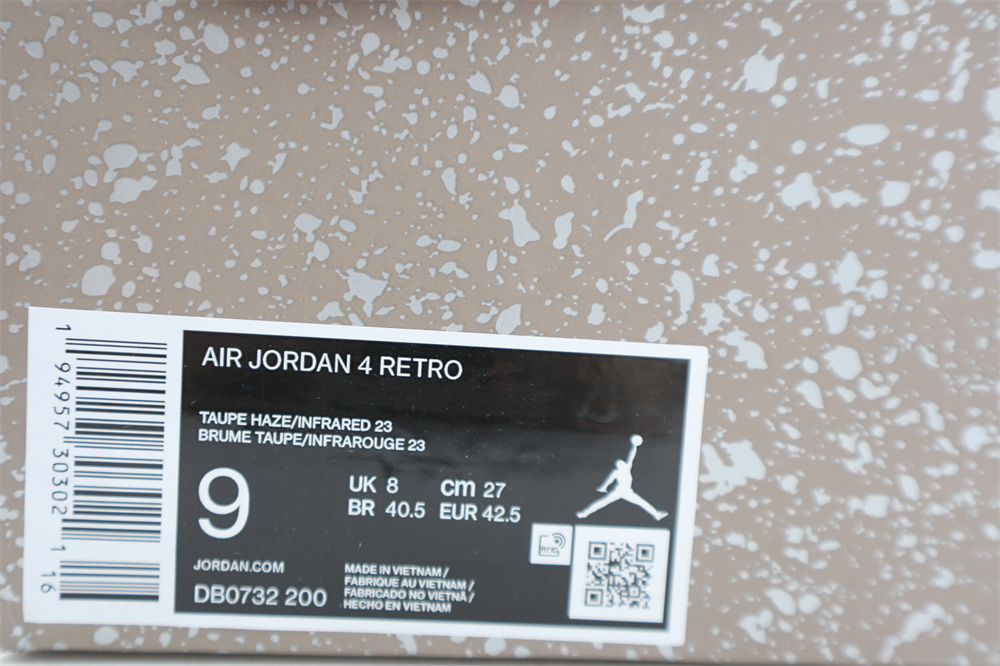 AIR JORDAN 4 RETRO
TAUPE HAZE/INFRARED 23
BRUME TAUPE/INFRAROUGE 23
9
UK 8 cm 27
BR 40.5 EUR 42.5
JORDAN.COM
DB0732 200
MADE IN VIETNAM /
FABRIQUE AU VIETNAM /
FABRICADO NO VIETNÃ /
HECHO EN VIETNAM
1 94957 30302 1 16